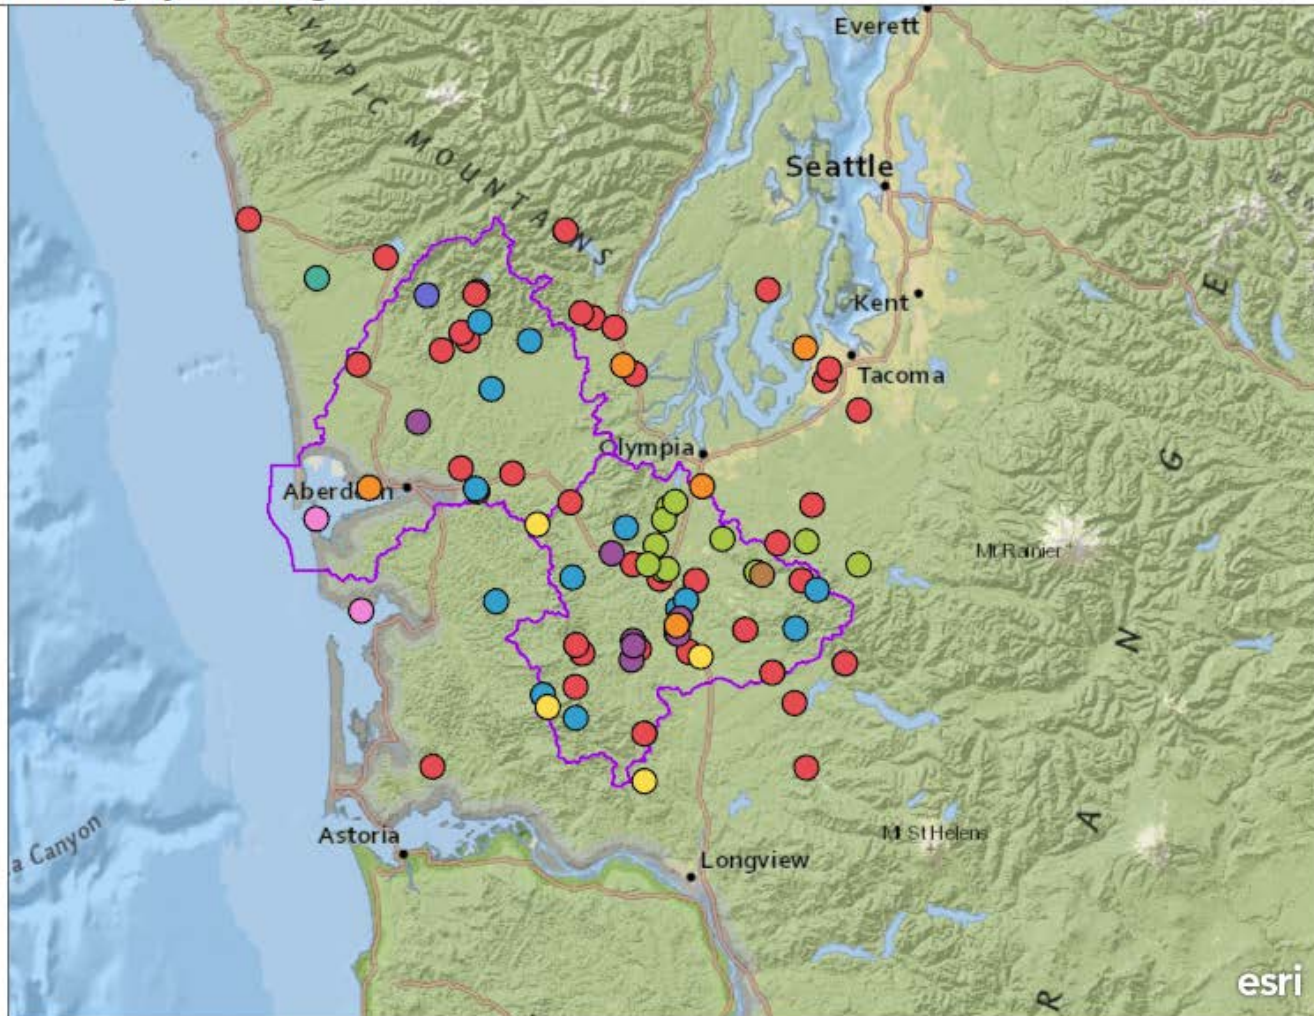 Everett
OLYMPIC MOUNTAINS
Seattle
Kent
Tacoma
Olympia
Aberdeen
Mt Rainier
G
E
N
A
R
a Canyon
Astoria
Mt St Helens
Longview
esri